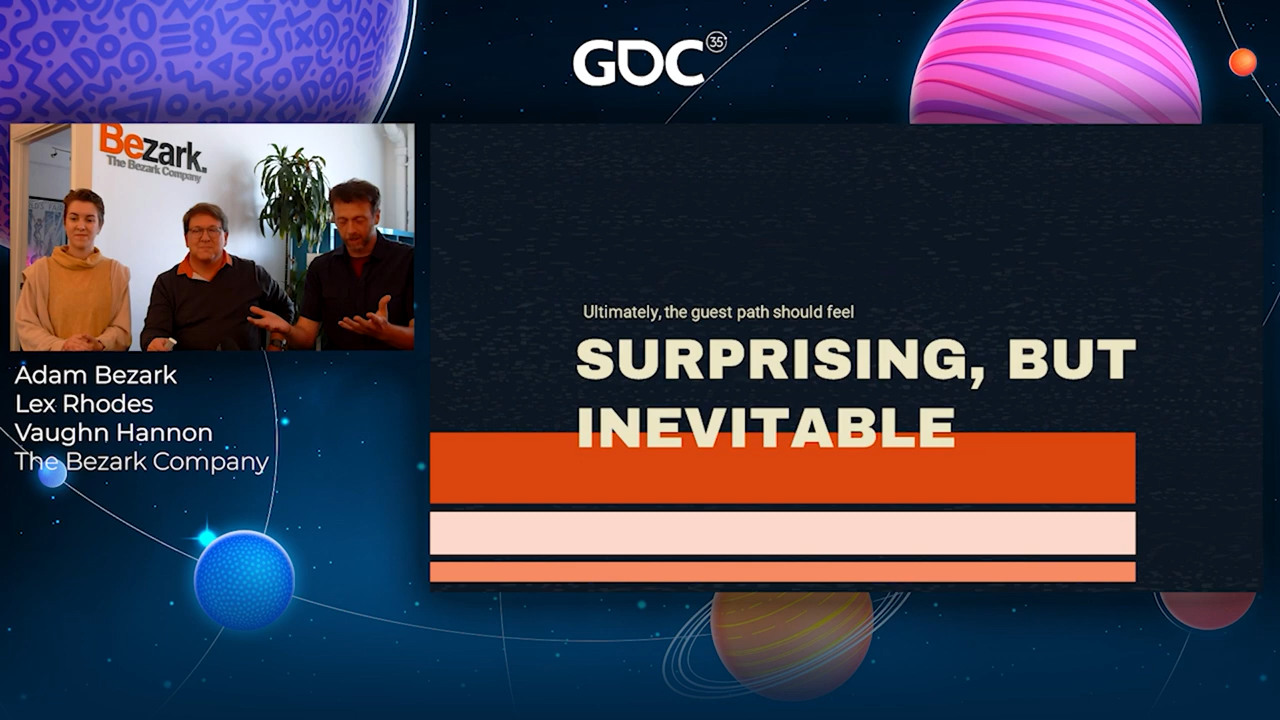 GDC 35
Bezark.
The Bezark Company
Adam Bezark
Lex Rhodes
Vaughn Hannon
The Bezark Company
Ultimately, the guest path should feel
SURPRISING, BUT
INEVITABLE